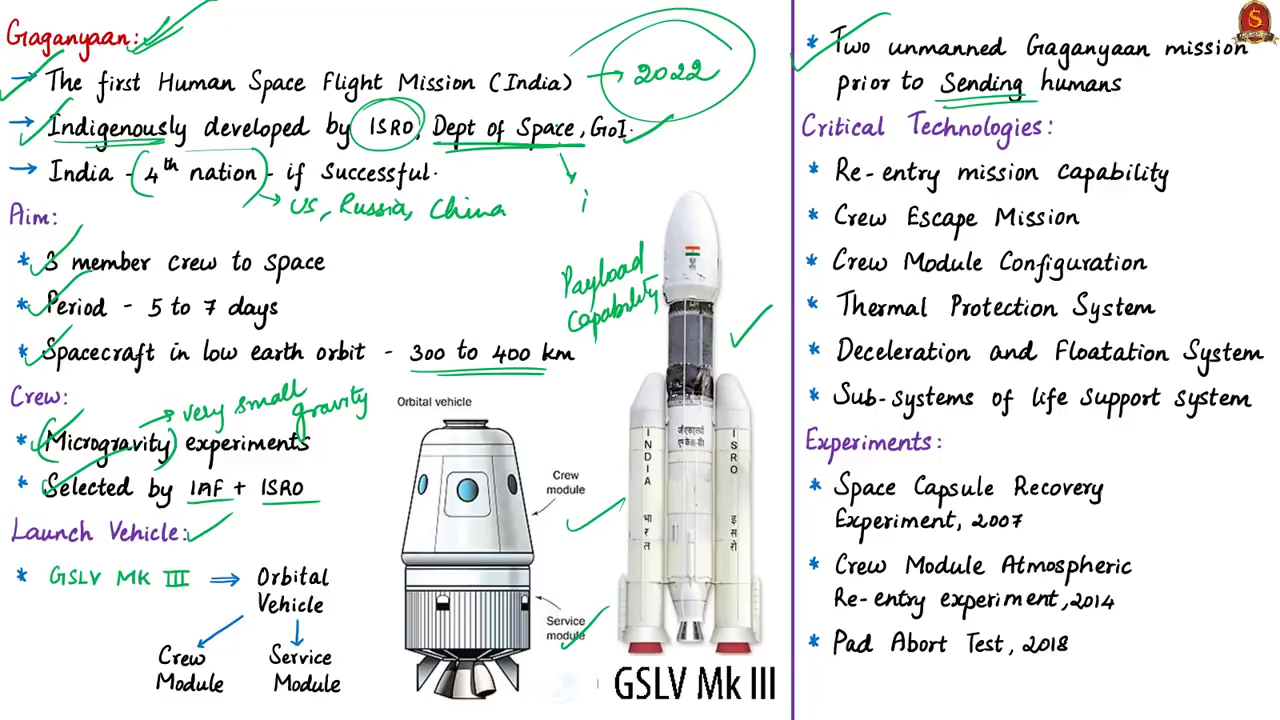 Gaganyaan:
→ The first Human Space Flight Mission (India) → 2022
→ Indigenously developed by ISRO, Dept of Space, GoI.
i
→ India - 4th nation - if Successful.
→ US, Russia, China
Aim:
* 3 member crew to space
* Period - 5 to 7 days
* Spacecraft in low earth orbit - 300 to 400 km
Crew:
→ very small gravity
* (Microgravity) experiments
* Selected by IAF + ISRO
Launch Vehicle:
* GSLV MK III ⇒ Orbital
Vehicle
Crew
Module
Service
Module
Orbital vehicle
Crew
module
Service
module
Payload
capability
INDIA
भारत
जी एस एल वी
ISRO
इसरो
GSLV Mk III
S
* Two unmanned Gaganyaan mission
prior to Sending humans
Critical Technologies:
* Re-entry mission capability
* Crew Escape Mission
* Crew Module Configuration
* Thermal Protection System
* Deceleration and Floatation System
* Sub-systems of life support system
Experiments:
* Space Capsule Recovery
Experiment, 2007
* Crew Module Atmospheric
Re-entry experiment, 2014
* Pad Abort Test, 2018